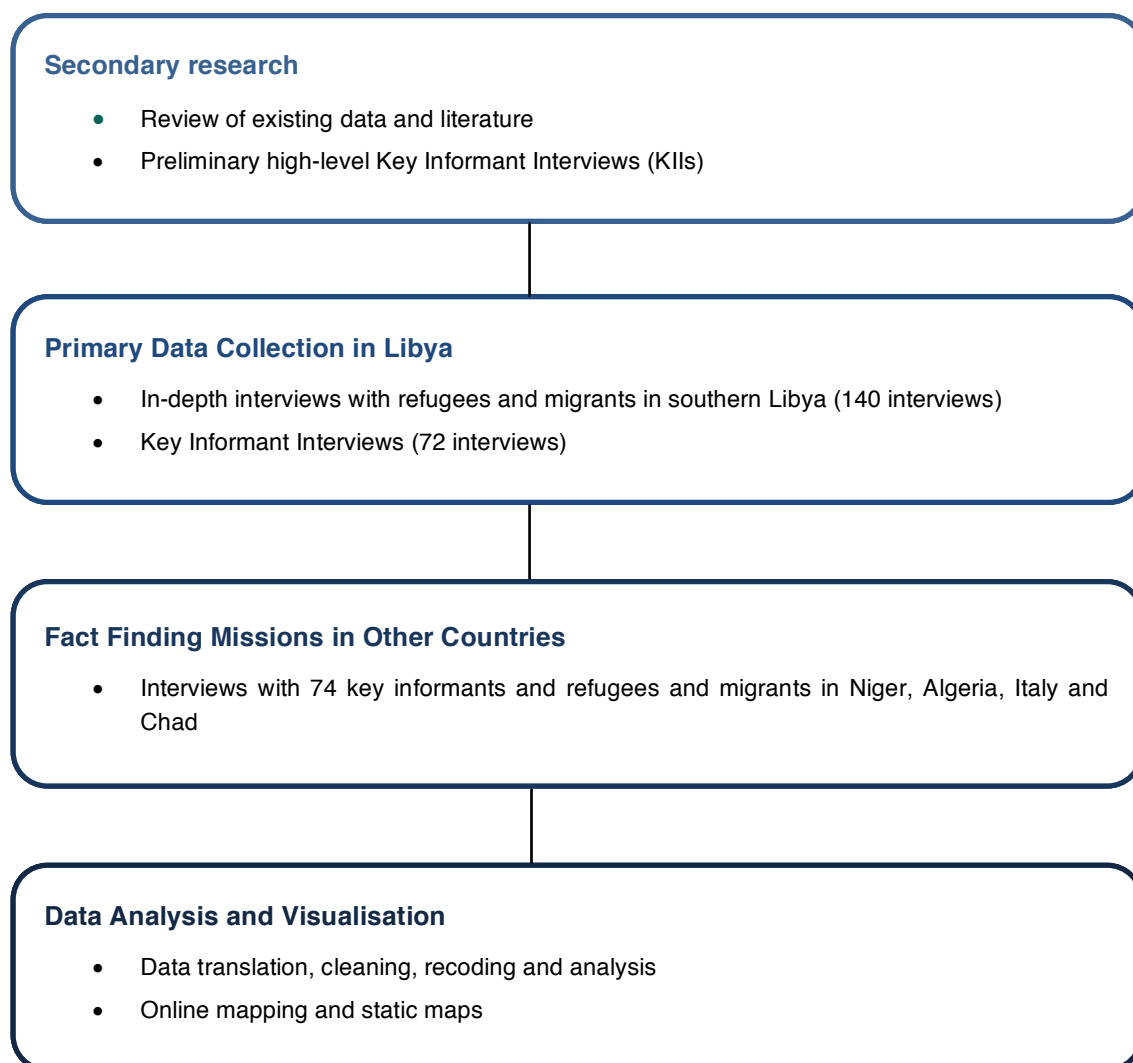 Secondary research
• Review of existing data and literature
• Preliminary high-level Key Informant Interviews (KIIs)
Primary Data Collection in Libya
• In-depth interviews with refugees and migrants in southern Libya (140 interviews)
• Key Informant Interviews (72 interviews)
Fact Finding Missions in Other Countries
• Interviews with 74 key informants and refugees and migrants in Niger, Algeria, Italy and
Chad
Data Analysis and Visualisation
• Data translation, cleaning, recoding and analysis
• Online mapping and static maps